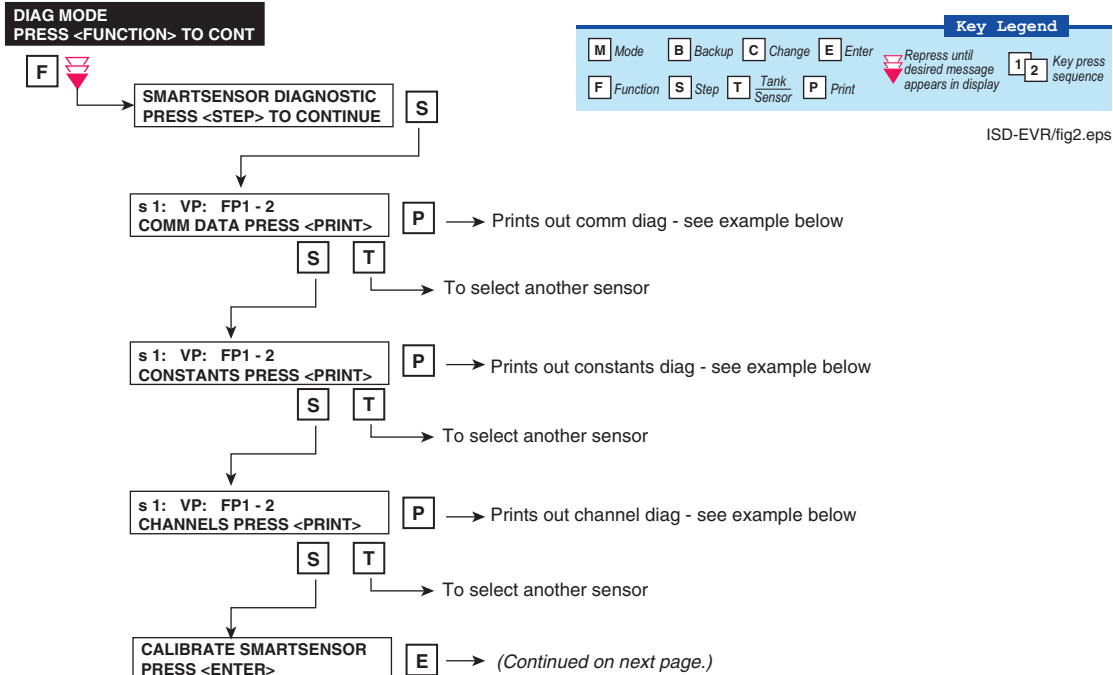 DIAG MODE
PRESS <FUNCTION> TO CONT
Key Legend
M Mode B Backup C Change E Enter
F Function S Step T Tank Sensor P Print
Repress until
desired message
appears in display
1 2 Key press
sequence
F
SMARTSENSOR DIAGNOSTIC
PRESS <STEP> TO CONTINUE
S
ISD-EVR/fig2.eps
s 1: VP: FP1 - 2
COMM DATA PRESS <PRINT>
P
Prints out comm diag - see example below
S T
To select another sensor
s 1: VP: FP1 - 2
CONSTANTS PRESS <PRINT>
P
Prints out constants diag - see example below
S T
To select another sensor
s 1: VP: FP1 - 2
CHANNELS PRESS <PRINT>
P
Prints out channel diag - see example below
S T
To select another sensor
CALIBRATE SMARTSENSOR
PRESS <ENTER>
E
(Continued on next page.)